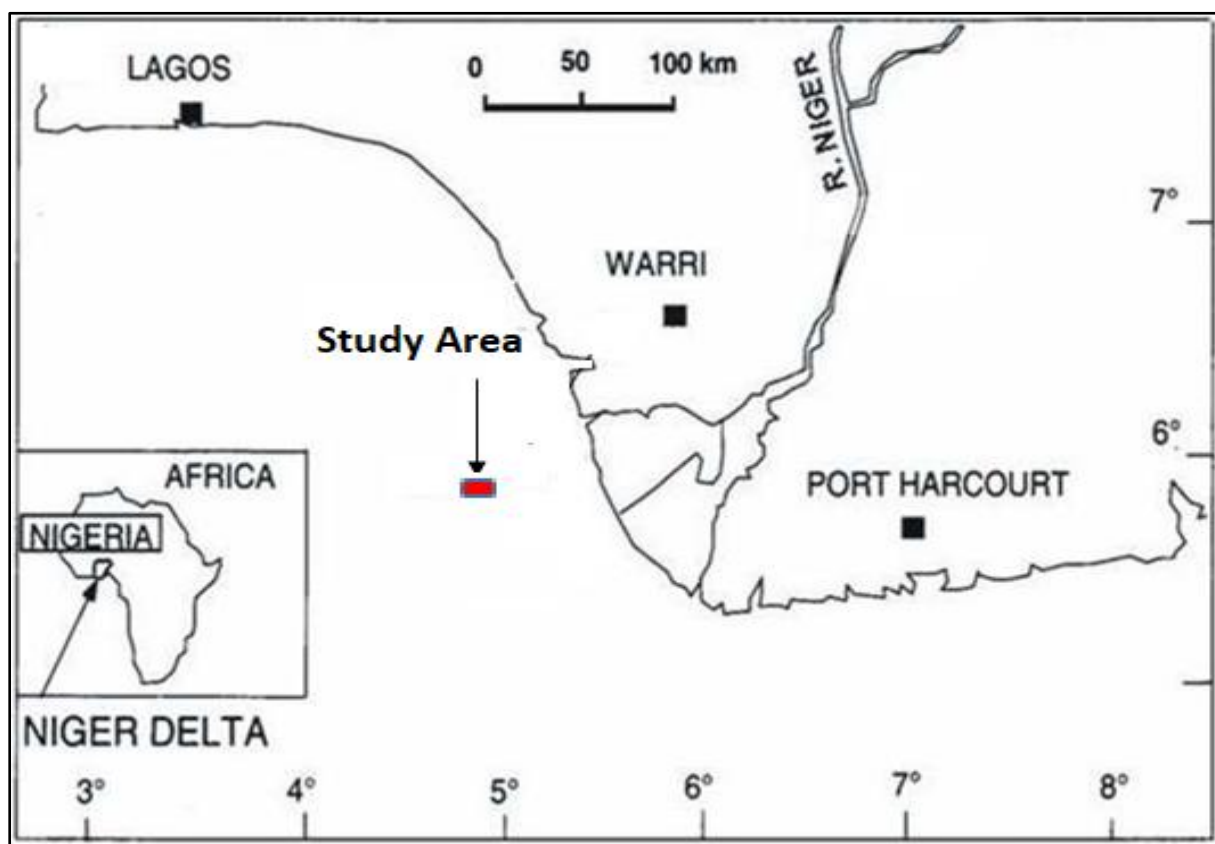 LAGOS
0 50 100 km
R. NIGER
7°
WARRI
Study Area
6°
AFRICA
PORT HARCOURT
NIGERIA
NIGER DELTA
3° 4° 5° 6° 7° 8°